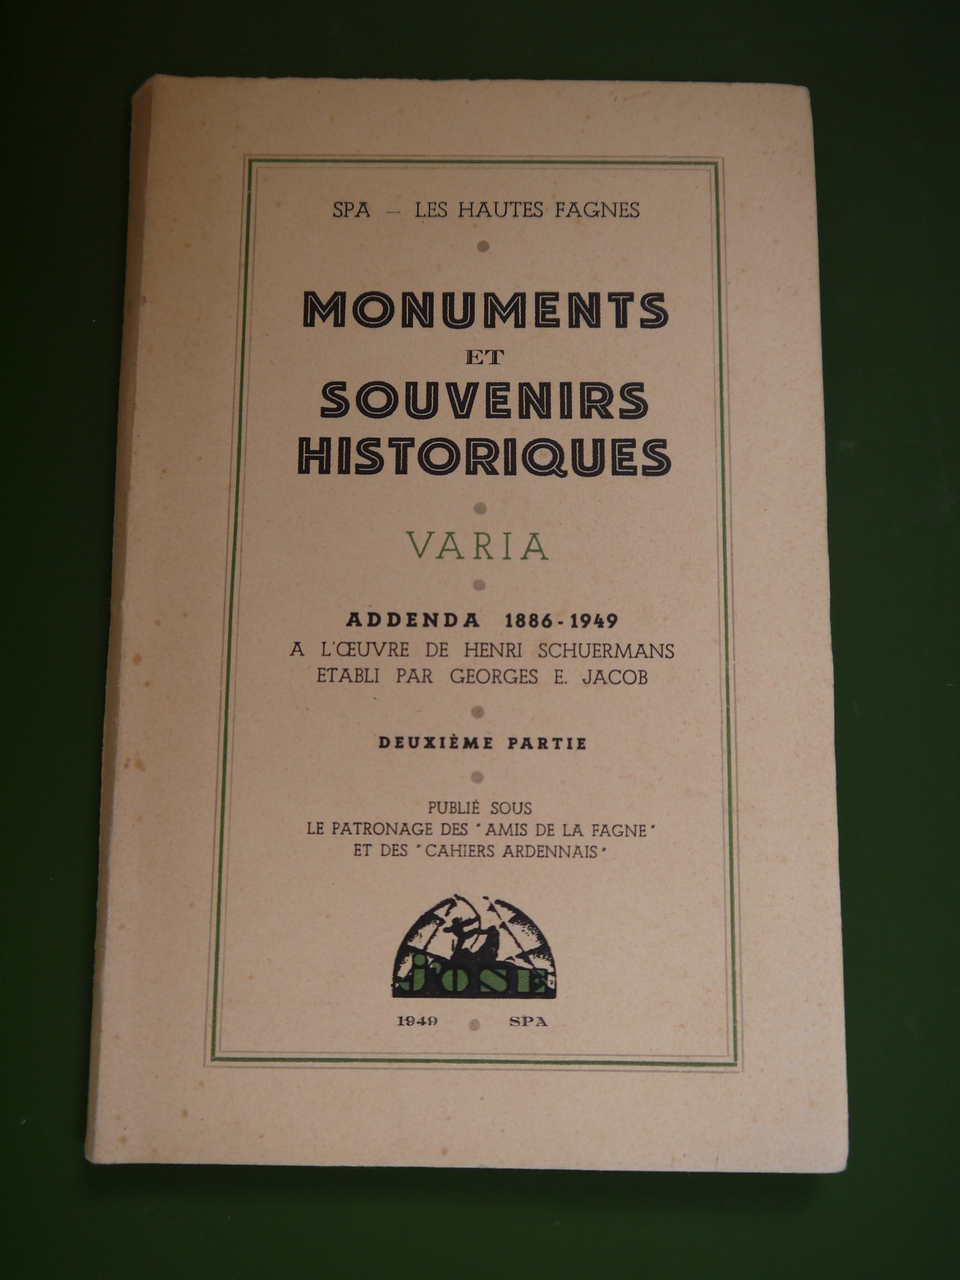 SPA — LES HAUTES FAGNES
MONUMENTS
ET
SOUVENIRS
HISTORIQUES
VARIA
ADDENDA 1886-1949
A L'ŒUVRE DE HENRI SCHUERMANS
ETABLI PAR GEORGES E. JACOB
DEUXIÈME PARTIE
PUBLIÉ SOUS
LE PATRONAGE DES "AMIS DE LA FAGNE"
ET DES "CAHIERS ARDENNAIS"
j'OSE
1949 SPA